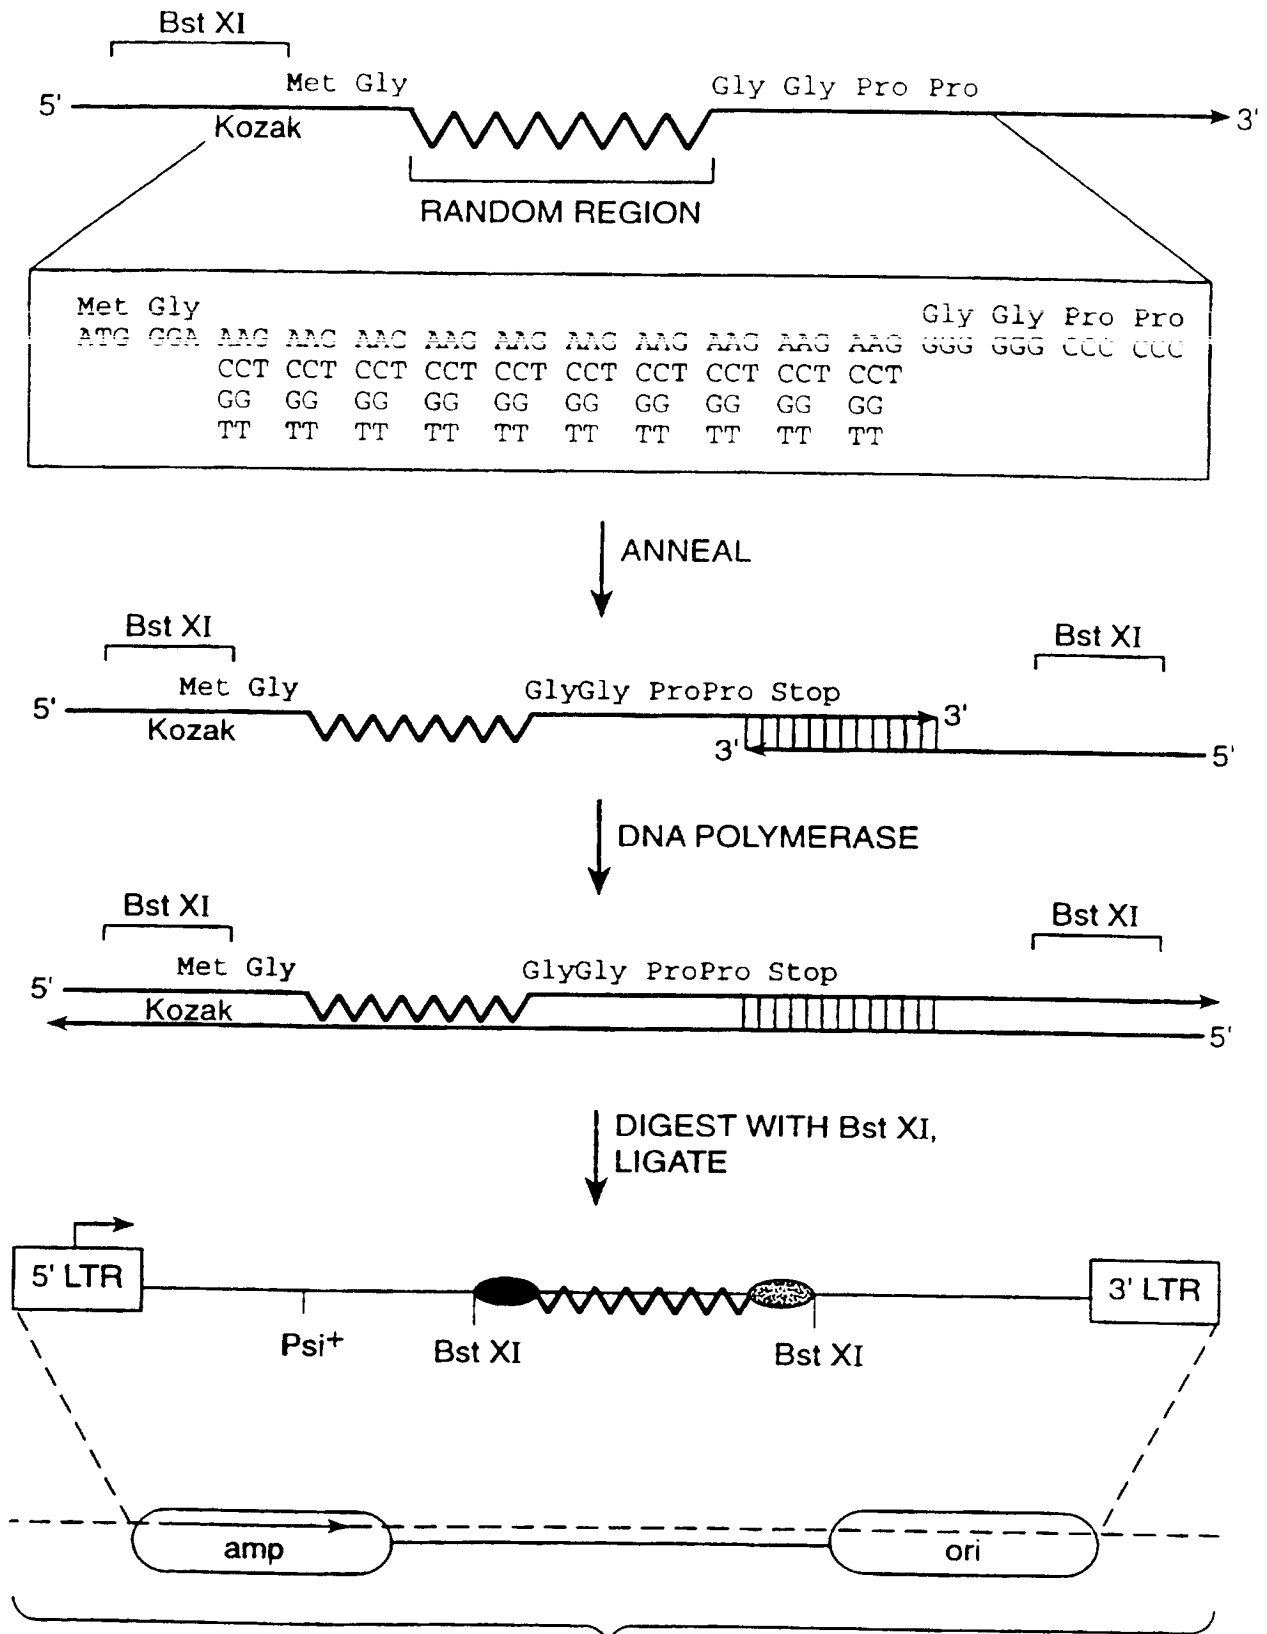 Bst XI
Met Gly
Gly Gly Pro Pro
5'
3'
Kozak
RANDOM REGION
Met Gly
Gly Gly Pro Pro
ATG GGA AAG AAG AAC AAG AAG AAG AAG AAG AAG AAG GGG GGG CCC CCC
CCT CCT CCT CCT CCT CCT CCT CCT CCT CCT
GG GG GG GG GG GG GG GG GG GG
TT TT TT TT TT TT TT TT TT TT
ANNEAL
Bst XI
Bst XI
Met Gly
GlyGly ProPro Stop
5'
3'
Kozak
3'
5'
DNA POLYMERASE
Bst XI
Bst XI
Met Gly
GlyGly ProPro Stop
5'
Kozak
5'
DIGEST WITH Bst XI,
LIGATE
5' LTR
3' LTR
Psi+
Bst XI
Bst XI
amp
ori